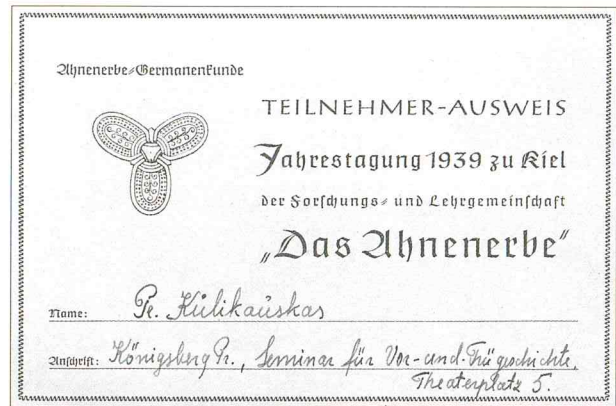 Ahnenerbe-Germanenkunde
TEILNEHMER-AUSWEIS
Jahrestagung 1939 zu Kiel
der Forschungs- und Lehrgemeinschaft
„Das Ahnenerbe“
Name: Pr. Kulikauskas
Anschrift: Königsberg Pr., Seminar für Vor- und Frügeschichte,
Theaterplatz 5.